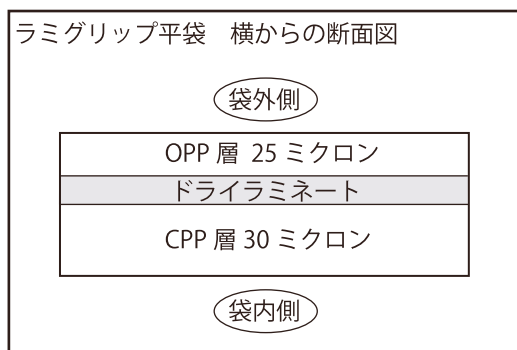 ラミグリップ平袋　横からの断面図
袋外側
OPP 層 25 ミクロン
ドライラミネート
CPP 層 30 ミクロン
袋内側